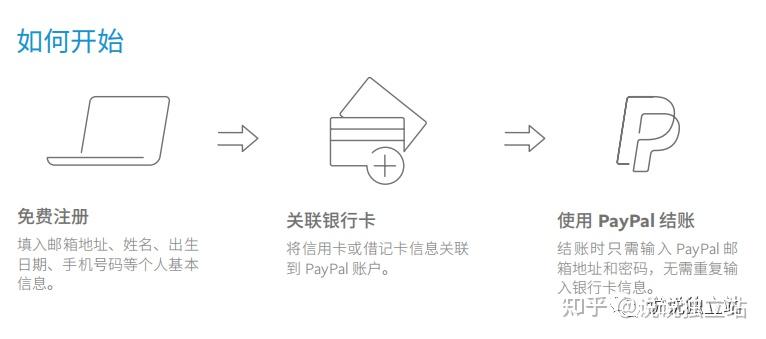 如何开始
免费注册
填入邮箱地址、姓名、出生
日期、手机号码等个人基本
信息。
关联银行卡
将信用卡或借记卡信息关联
到 PayPal 账户。
使用 PayPal 结账
结账时只需输入 PayPal 邮
箱地址和密码，无需重复输
入银行卡信息。
知乎 @说说独立站